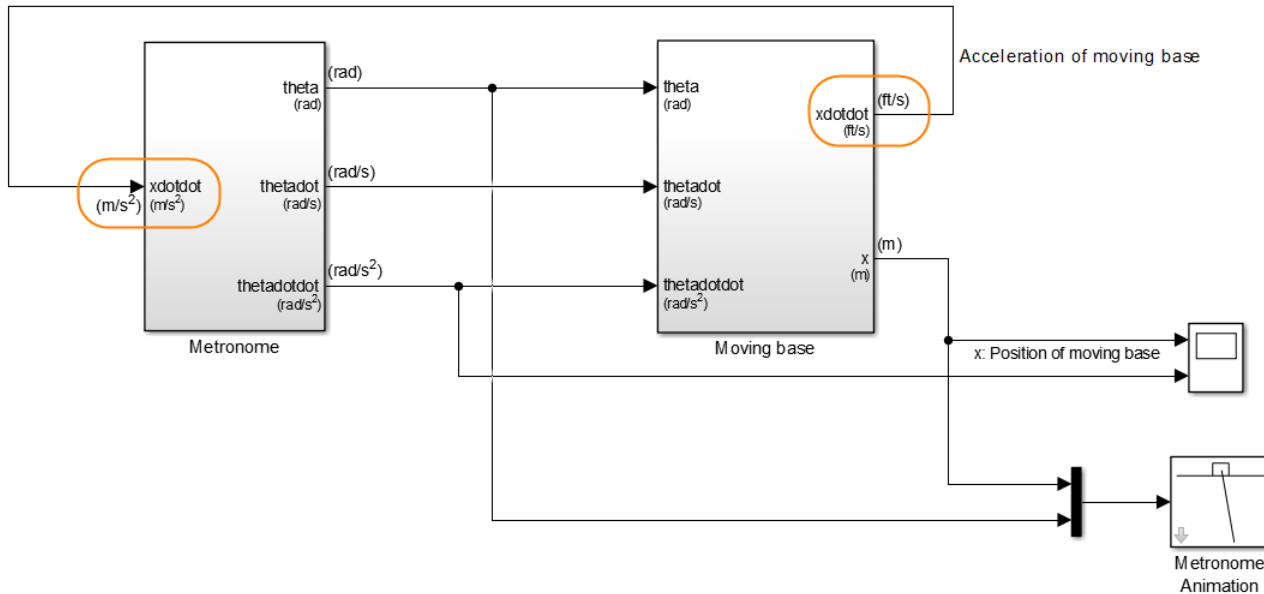 theta
(rad)
(rad)
thetadot
(rad/s)
(rad/s)
thetadotdot
(rad/s²)
(rad/s²)
xdotdot
(m/s²)
(m/s²)
Metronome
theta
(rad)
thetadot
(rad/s)
thetadotdot
(rad/s²)
xdotdot
(ft/s)
(ft/s)
x
(m)
(m)
Moving base
Acceleration of moving base
x: Position of moving base
Metronome
Animation